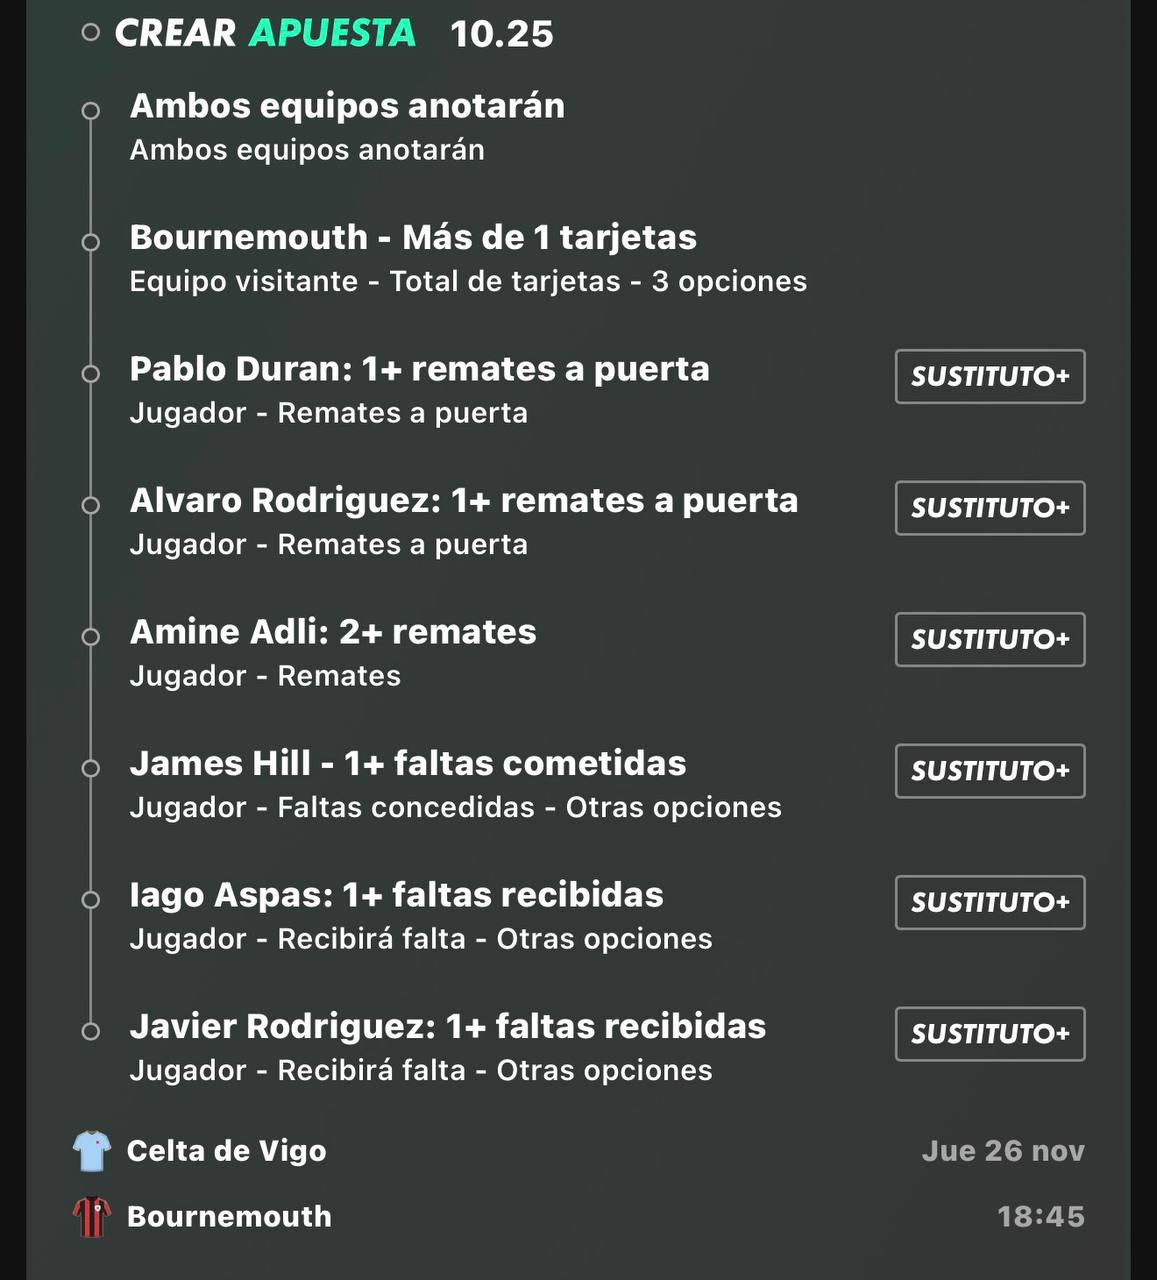 CREAR APUESTA 10.25
Ambos equipos anotarán
Ambos equipos anotarán
Bournemouth - Más de 1 tarjetas
Equipo visitante - Total de tarjetas - 3 opciones
Pablo Duran: 1+ remates a puerta SUSTITUTO+
Jugador - Remates a puerta
Alvaro Rodriguez: 1+ remates a puerta SUSTITUTO+
Jugador - Remates a puerta
Amine Adli: 2+ remates SUSTITUTO+
Jugador - Remates
James Hill - 1+ faltas cometidas SUSTITUTO+
Jugador - Faltas concedidas - Otras opciones
Iago Aspas: 1+ faltas recibidas SUSTITUTO+
Jugador - Recibirá falta - Otras opciones
Javier Rodriguez: 1+ faltas recibidas SUSTITUTO+
Jugador - Recibirá falta - Otras opciones
Celta de Vigo Jue 26 nov
Bournemouth 18:45